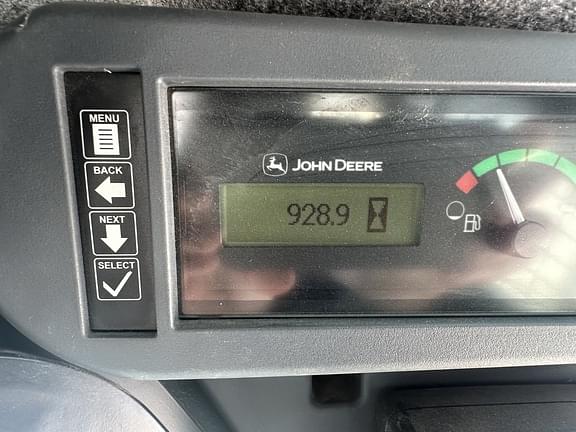 MENU
BACK
NEXT
SELECT
JOHN DEERE
928.9